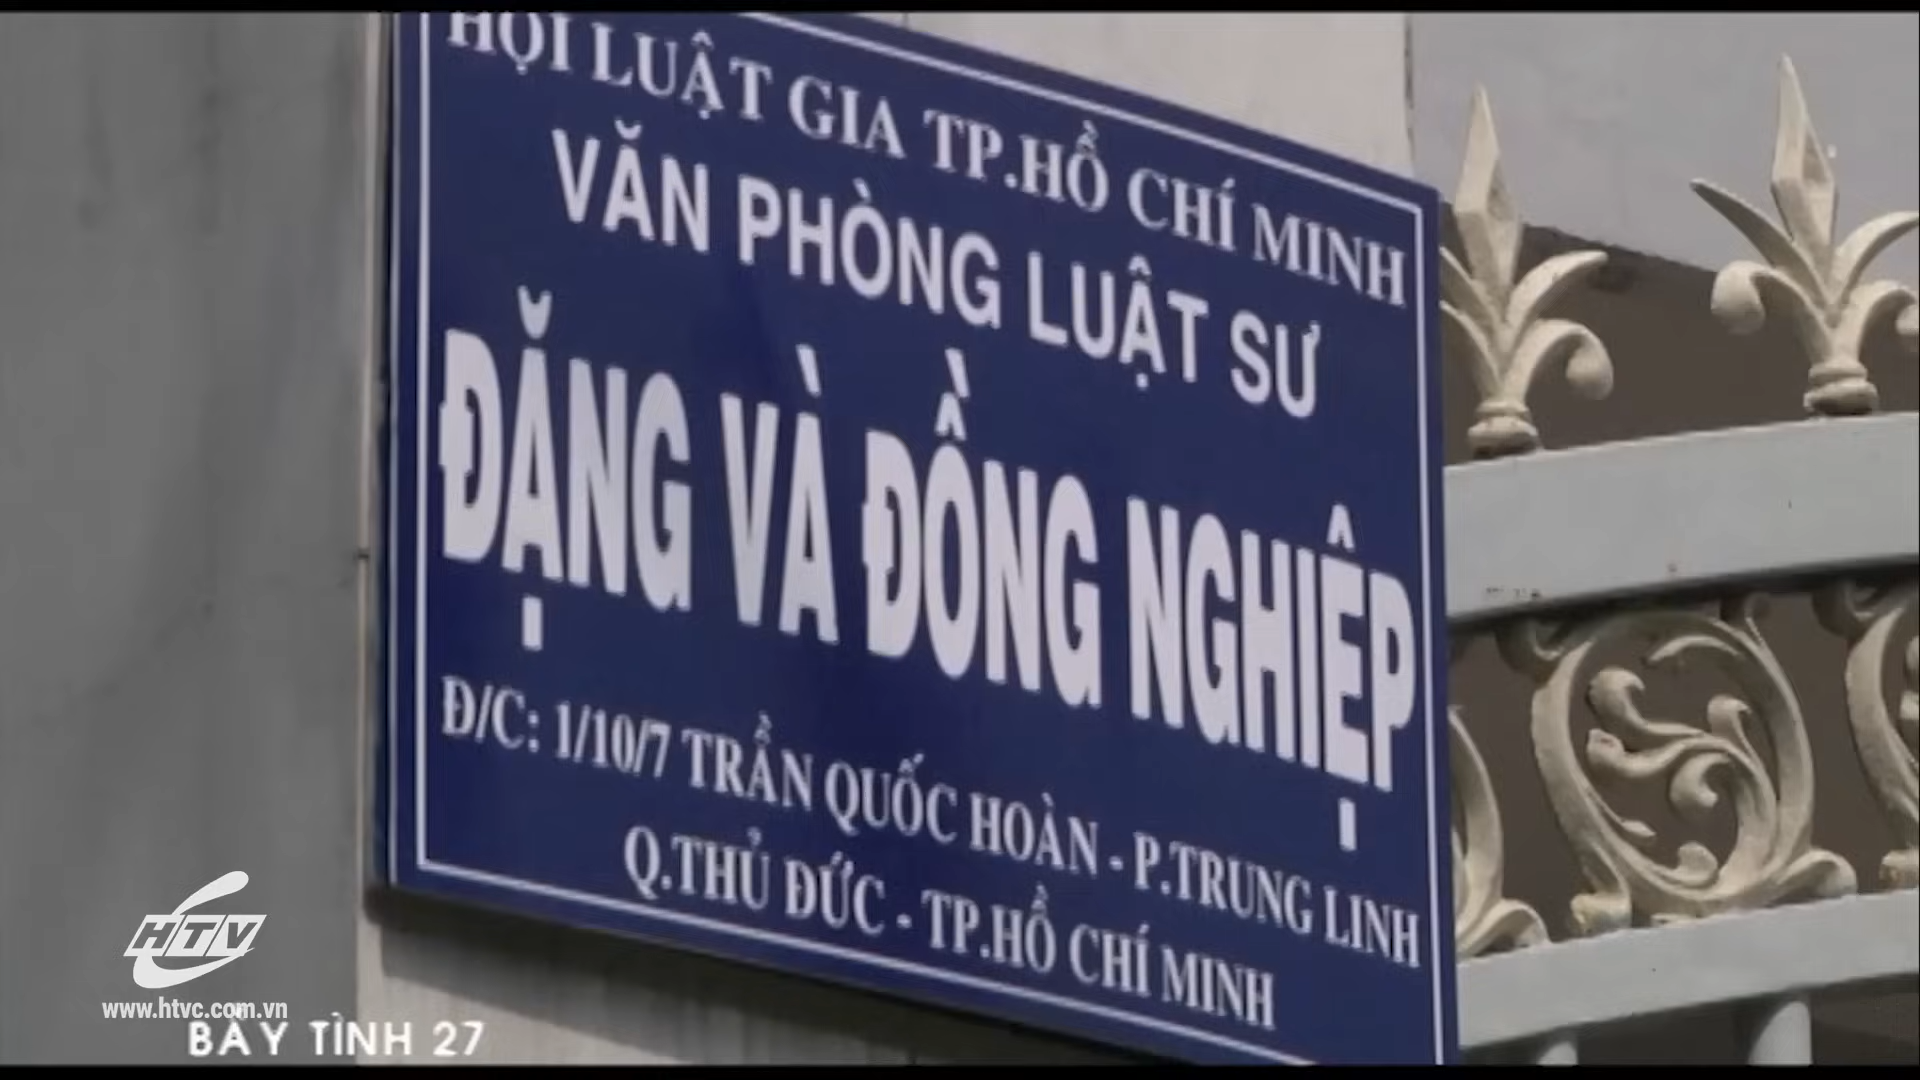 HỘI LUẬT GIA TP.HỒ CHÍ MINH
VĂN PHÒNG LUẬT SƯ
ĐẶNG VÀ ĐỒNG NGHIỆP
Đ/C: 1/10/7 TRẦN QUỐC HOÀN - P.TRUNG LINH
Q.THỦ ĐỨC - TP.HỒ CHÍ MINH
HTV
www.htvc.com.vn
BẪY TÌNH 27